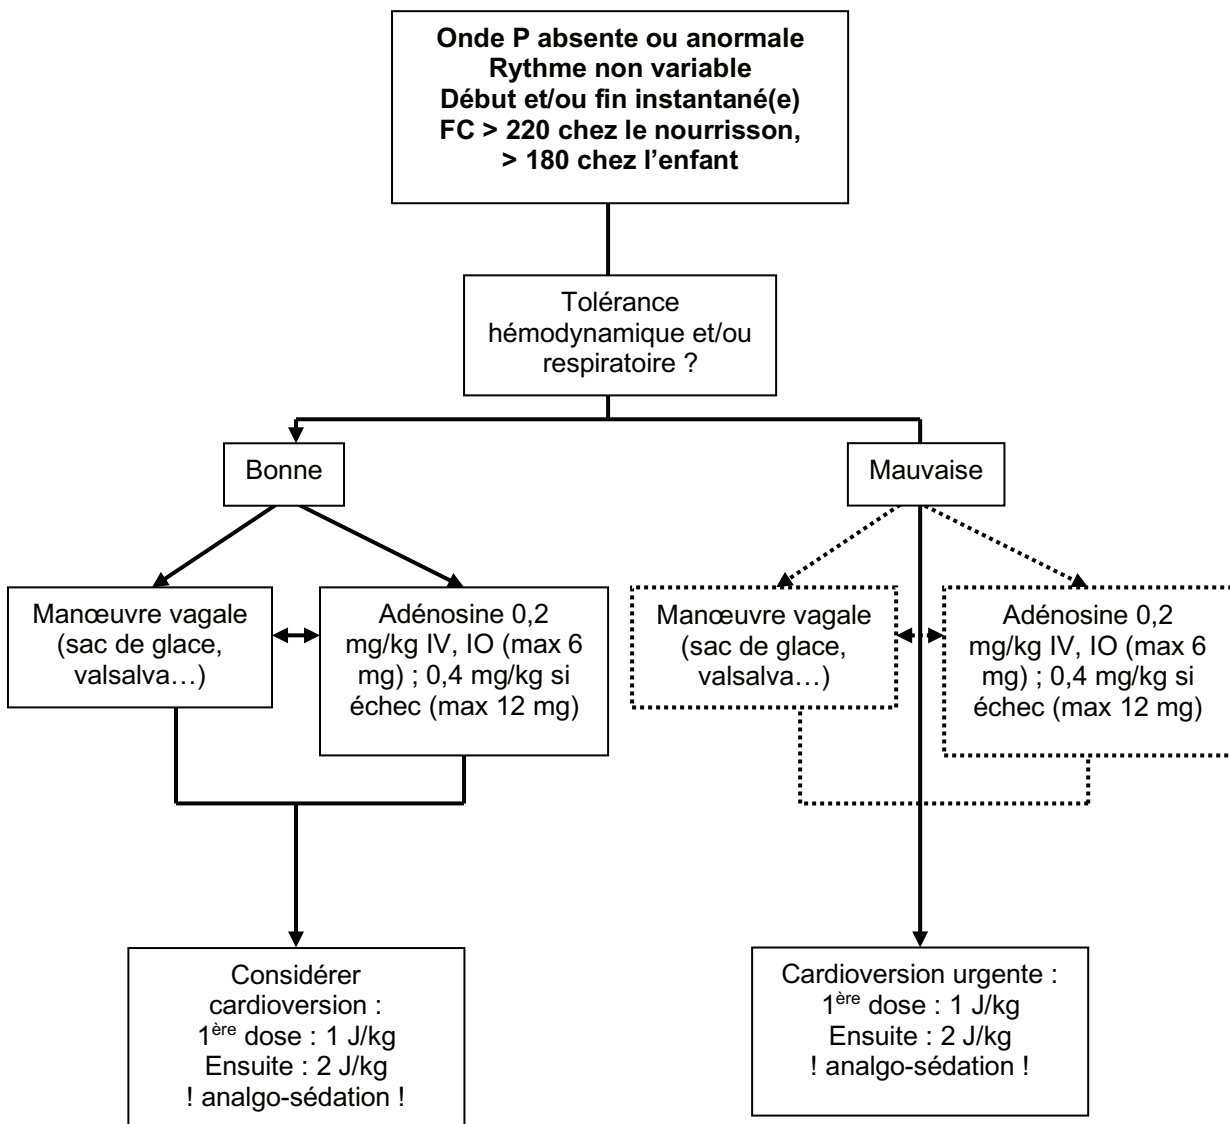 Onde P absente ou anormale
Rythme non variable
Début et/ou fin instantané(e)
FC > 220 chez le nourrisson,
> 180 chez l’enfant
Tolérance
hémodynamique et/ou
respiratoire ?
Bonne
Mauvaise
Manœuvre vagale
(sac de glace,
valsalva…)
Adénosine 0,2
mg/kg IV, IO (max 6
mg) ; 0,4 mg/kg si
échec (max 12 mg)
Manœuvre vagale
(sac de glace,
valsalva…)
Adénosine 0,2
mg/kg IV, IO (max 6
mg) ; 0,4 mg/kg si
échec (max 12 mg)
Considérer
cardioversion :
1ère dose : 1 J/kg
Ensuite : 2 J/kg
! analgo-sédation !
Cardioversion urgente :
1ère dose : 1 J/kg
Ensuite : 2 J/kg
! analgo-sédation !